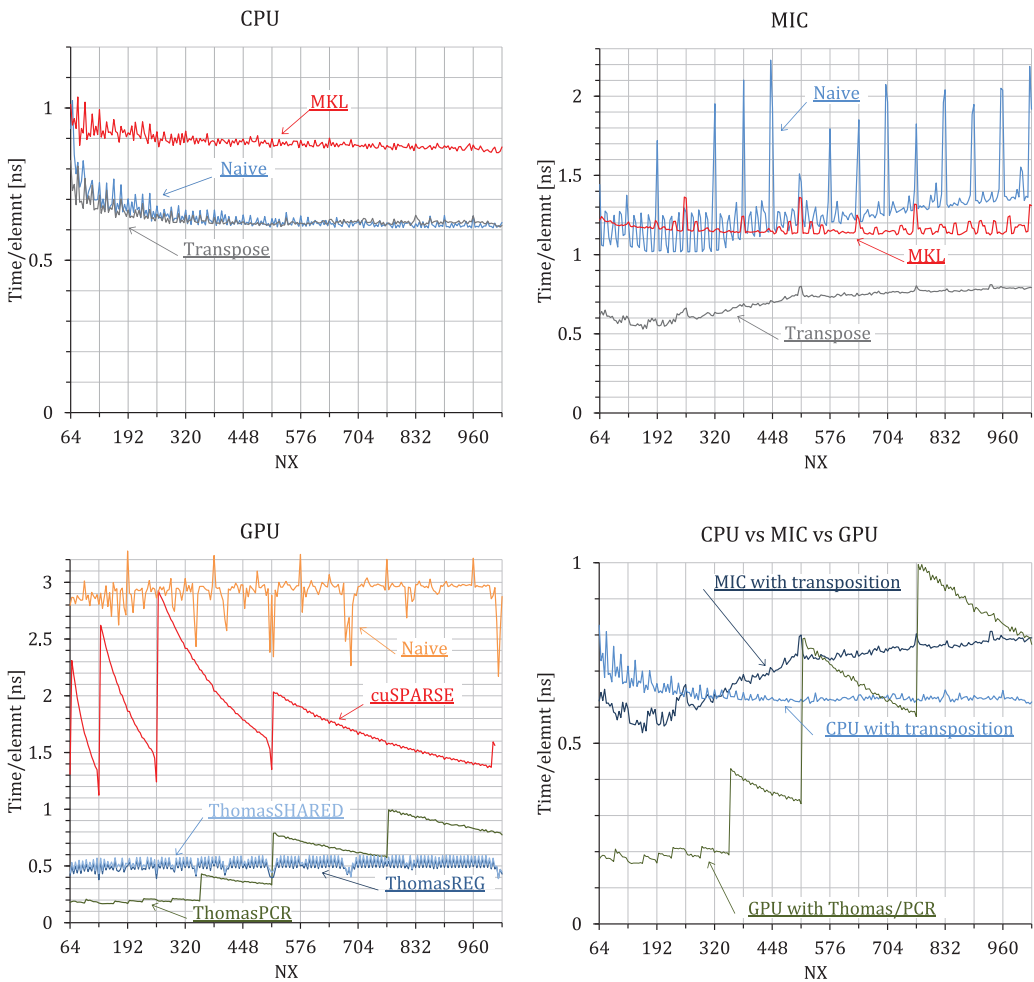 CPU
Time/elemnt [ns]
1
0.5
0
MKL
Naive
Transpose
64 192 320 448 576 704 832 960
NX
MIC
Time/elemnt [ns]
2
1.5
1
0.5
0
Naive
MKL
Transpose
64 192 320 448 576 704 832 960
NX
GPU
Time/elemnt [ns]
3
2.5
2
1.5
1
0.5
0
Naive
cuSPARSE
ThomasSHARED
ThomasREG
ThomasPCR
64 192 320 448 576 704 832 960
NX
CPU vs MIC vs GPU
Time/elemnt [ns]
1
0.5
0
MIC with transposition
CPU with transposition
GPU with Thomas/PCR
64 192 320 448 576 704 832 960
NX